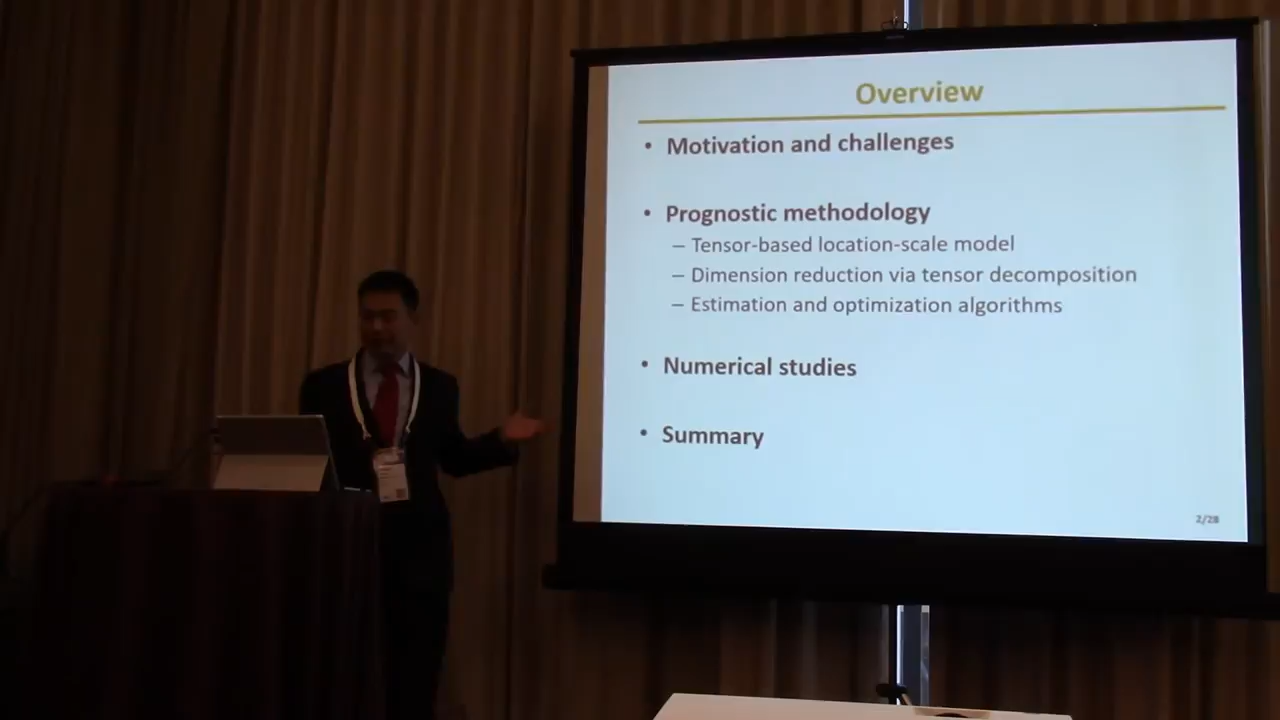 Overview
• Motivation and challenges
• Prognostic methodology
– Tensor-based location-scale model
– Dimension reduction via tensor decomposition
– Estimation and optimization algorithms
• Numerical studies
• Summary
2/28